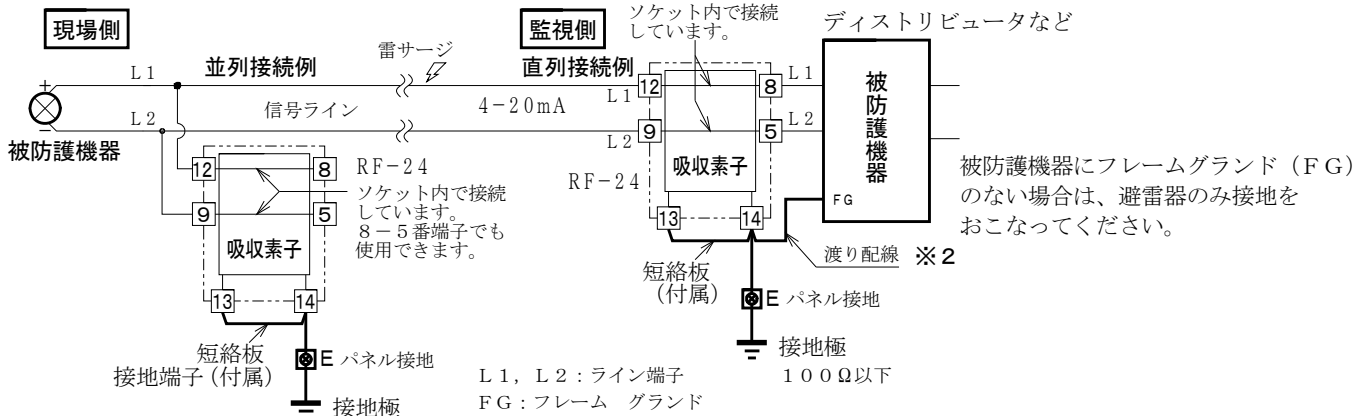 現場側
L1
並列接続例
雷サージ
監視側
直列接続例
ソケット内で接続
しています。
ディストリビュータなど
+
−
L2
信号ライン
4−20mA
L1
L2
12
8
9
5
L1
L2
吸収素子
RF−24
13
14
被防護機器
FG
被防護機器
12
8
9
5
吸収素子
RF−24
ソケット内で接続
しています。
8−5番端子でも
使用できます。
13
14
短絡板
接地端子(付属)
E パネル接地
接地極
短絡板
(付属)
渡り配線 ※2
E パネル接地
接地極
100Ω以下
被防護機器にフレームグランド(FG)
のない場合は、避雷器のみ接地を
おこなってください。
L1,L2:ライン端子
FG:フレーム グランド